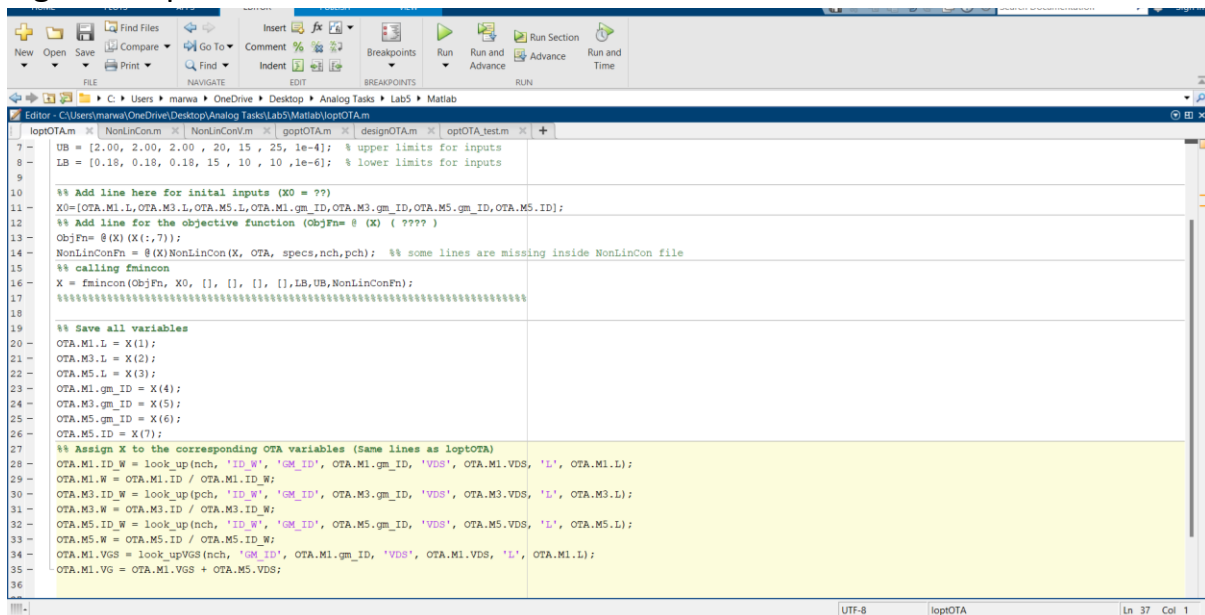 Find Files
Insert fx
New Open Save Compare Go To Comment % Breakpoints Run Run and Advance Run Section Advance Run and Time
Print Find Indent
FILE NAVIGATE EDIT BREAKPOINTS RUN
C: Users marwa OneDrive Desktop Analog Tasks Lab5 Matlab
Editor - C:\Users\marwa\OneDrive\Desktop\Analog Tasks\Lab5\Matlab\loptOTA.m
loptOTA.m NonLinCon.m NonLinConV.m goptOTA.m designOTA.m optOTA_test.m
7 - UB = [2.00, 2.00, 2.00 , 20, 15 , 25, 1e-4]; % upper limits for inputs
8 - LB = [0.18, 0.18, 0.18, 15 , 10 , 10 ,1e-6]; % lower limits for inputs
9
10 %% Add line here for inital inputs (X0 = ??)
11 - X0=[OTA.M1.L,OTA.M3.L,OTA.M5.L,OTA.M1.gm_ID,OTA.M3.gm_ID,OTA.M5.gm_ID,OTA.M5.ID];
12 %% Add line for the objective function (ObjFn= @ (X) ( ???? )
13 - ObjFn= @(X)(X(:,7));
14 - NonLinConFn = @(X)NonLinCon(X, OTA, specs,nch,pch); %% some lines are missing inside NonLinCon file
15 %% calling fmincon
16 - X = fmincon(ObjFn, X0, [], [], [], [],LB,UB,NonLinConFn);
17 %%%%%%%%%%%%%%%%%%%%%%%%%%%%%%%%%%%%%%%%%%%%%%%%%%%%%%%%%%%%%%%%%%%%%%%%%
18
19 %% Save all variables
20 - OTA.M1.L = X(1);
21 - OTA.M3.L = X(2);
22 - OTA.M5.L = X(3);
23 - OTA.M1.gm_ID = X(4);
24 - OTA.M3.gm_ID = X(5);
25 - OTA.M5.gm_ID = X(6);
26 - OTA.M5.ID = X(7);
27 %% Assign X to the corresponding OTA variables (Same lines as loptOTA)
28 - OTA.M1.ID_W = look_up(nch, 'ID_W', 'GM_ID', OTA.M1.gm_ID, 'VDS', OTA.M1.VDS, 'L', OTA.M1.L);
29 - OTA.M1.W = OTA.M1.ID / OTA.M1.ID_W;
30 - OTA.M3.ID_W = look_up(pch, 'ID_W', 'GM_ID', OTA.M3.gm_ID, 'VDS', OTA.M3.VDS, 'L', OTA.M3.L);
31 - OTA.M3.W = OTA.M3.ID / OTA.M3.ID_W;
32 - OTA.M5.ID_W = look_up(nch, 'ID_W', 'GM_ID', OTA.M5.gm_ID, 'VDS', OTA.M5.VDS, 'L', OTA.M5.L);
33 - OTA.M5.W = OTA.M5.ID / OTA.M5.ID_W;
34 - OTA.M1.VGS = look_upVGS(nch, 'GM_ID', OTA.M1.gm_ID, 'VDS', OTA.M1.VDS, 'L', OTA.M1.L);
35 - OTA.M1.VG = OTA.M1.VGS + OTA.M5.VDS;
36
UTF-8 loptOTA Ln 37 Col 1